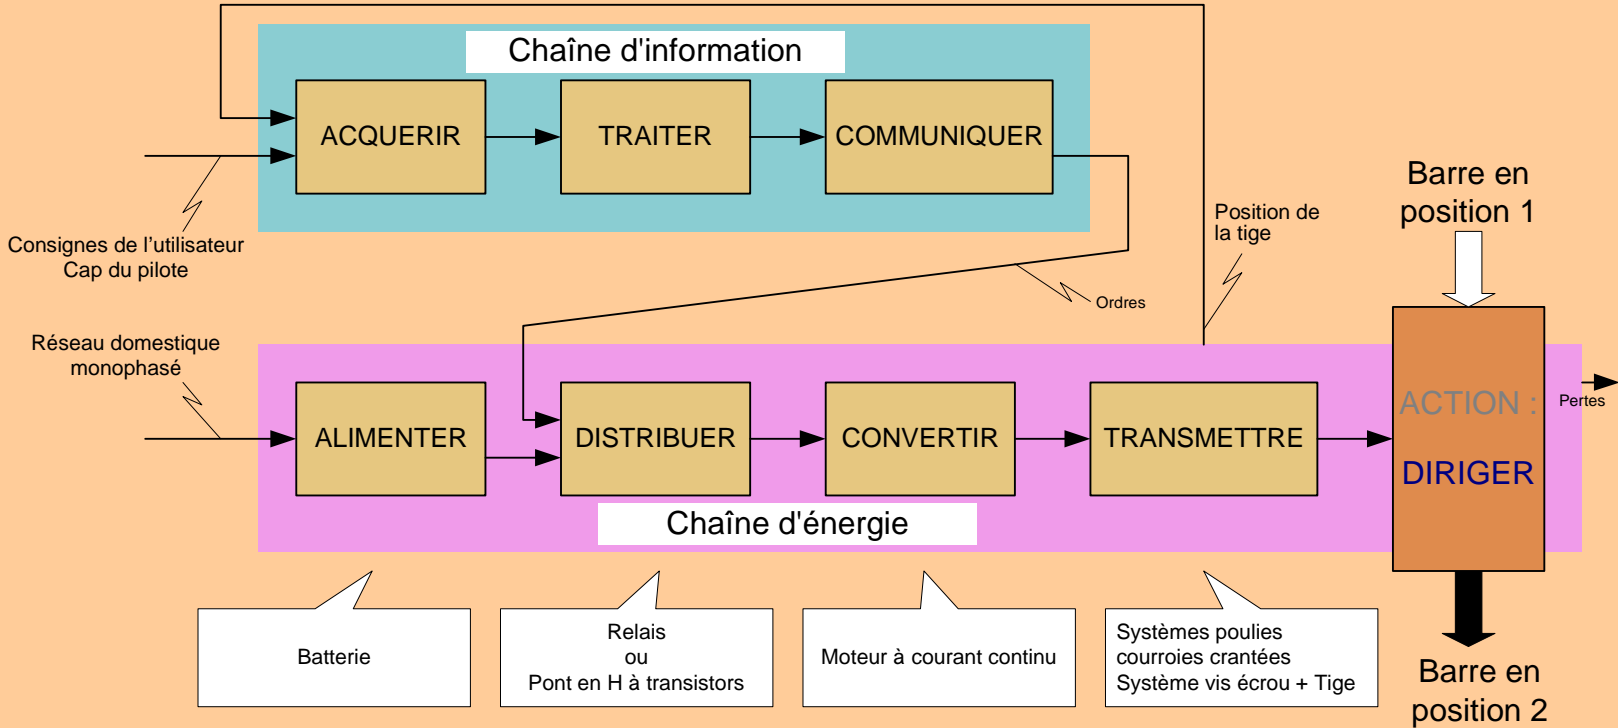 Chaîne d'information
ACQUERIR
TRAITER
COMMUNIQUER
Consignes de l’utilisateur
Cap du pilote
Position de
la tige
Barre en
position 1
Ordres
Réseau domestique
monophasé
ALIMENTER
DISTRIBUER
CONVERTIR
TRANSMETTRE
ACTION :
DIRIGER
Pertes
Chaîne d'énergie
Batterie
Relais
ou
Pont en H à transistors
Moteur à courant continu
Systèmes poulies
courroies crantées
Système vis écrou + Tige
Barre en
position 2